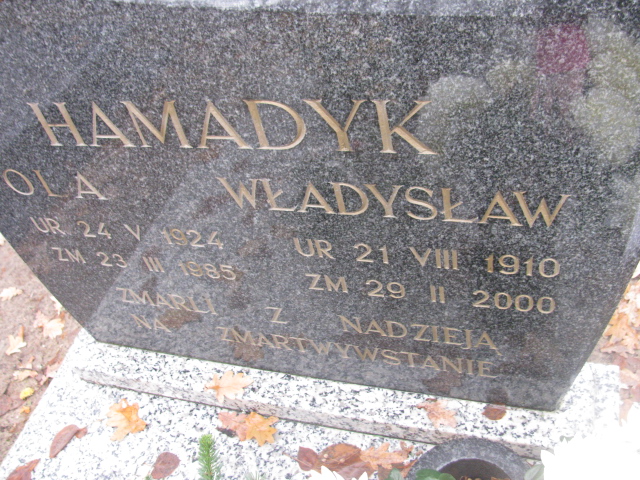 HAMADYK
OLA WŁADYSŁAW
UR 24 V 1924 UR 21 VIII 1910
ZM 23 III 1985 ZM 29 II 2000
ZMARLI Z NADZIEJĄ
NA ZMARTWYWSTANIE